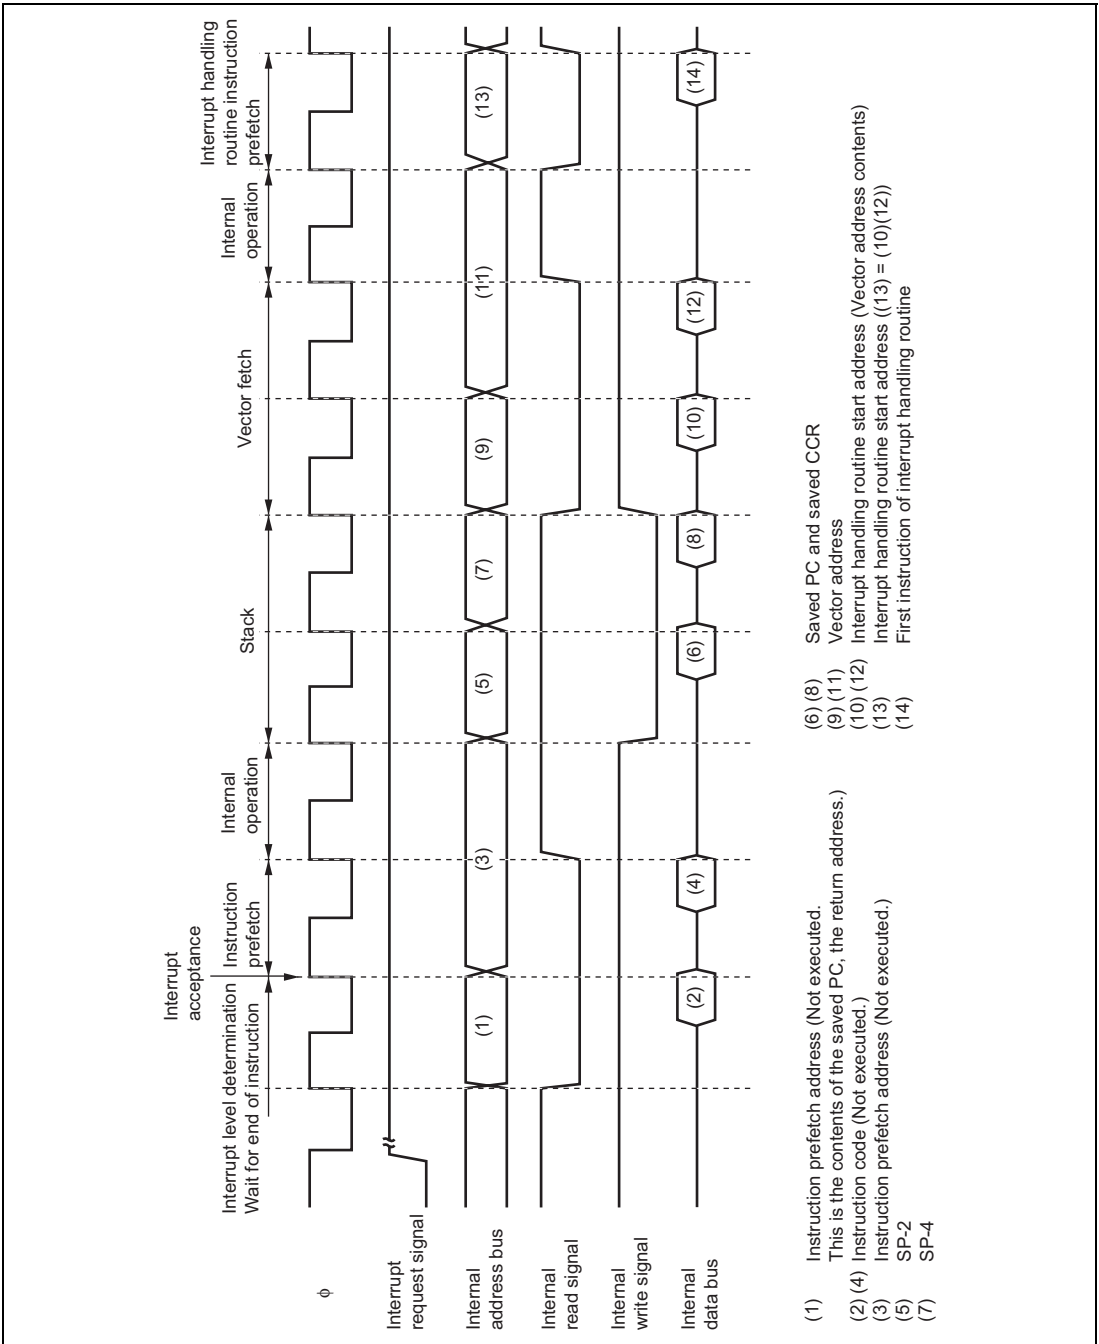 Interrupt
acceptance
Interrupt level determination
Wait for end of instruction
Instruction
prefetch
Internal
operation
Stack
Vector fetch
Internal
operation
Interrupt handling
routine instruction
prefetch
ϕ
Interrupt
request signal
Internal
address bus
(1)
(3)
(5)
(7)
(9)
(11)
(13)
Internal
read signal
Internal
write signal
Internal
data bus
(2)
(4)
(6)
(8)
(10)
(12)
(14)
(1) Instruction prefetch address (Not executed.
This is the contents of the saved PC, the return address.)
(2) (4) Instruction code (Not executed.)
(3) Instruction prefetch address (Not executed.)
(5) SP-2
(7) SP-4
(6) (8) Saved PC and saved CCR
(9) (11) Vector address
(10) (12) Interrupt handling routine start address (Vector address contents)
(13) Interrupt handling routine start address ((13) = (10)(12))
(14) First instruction of interrupt handling routine